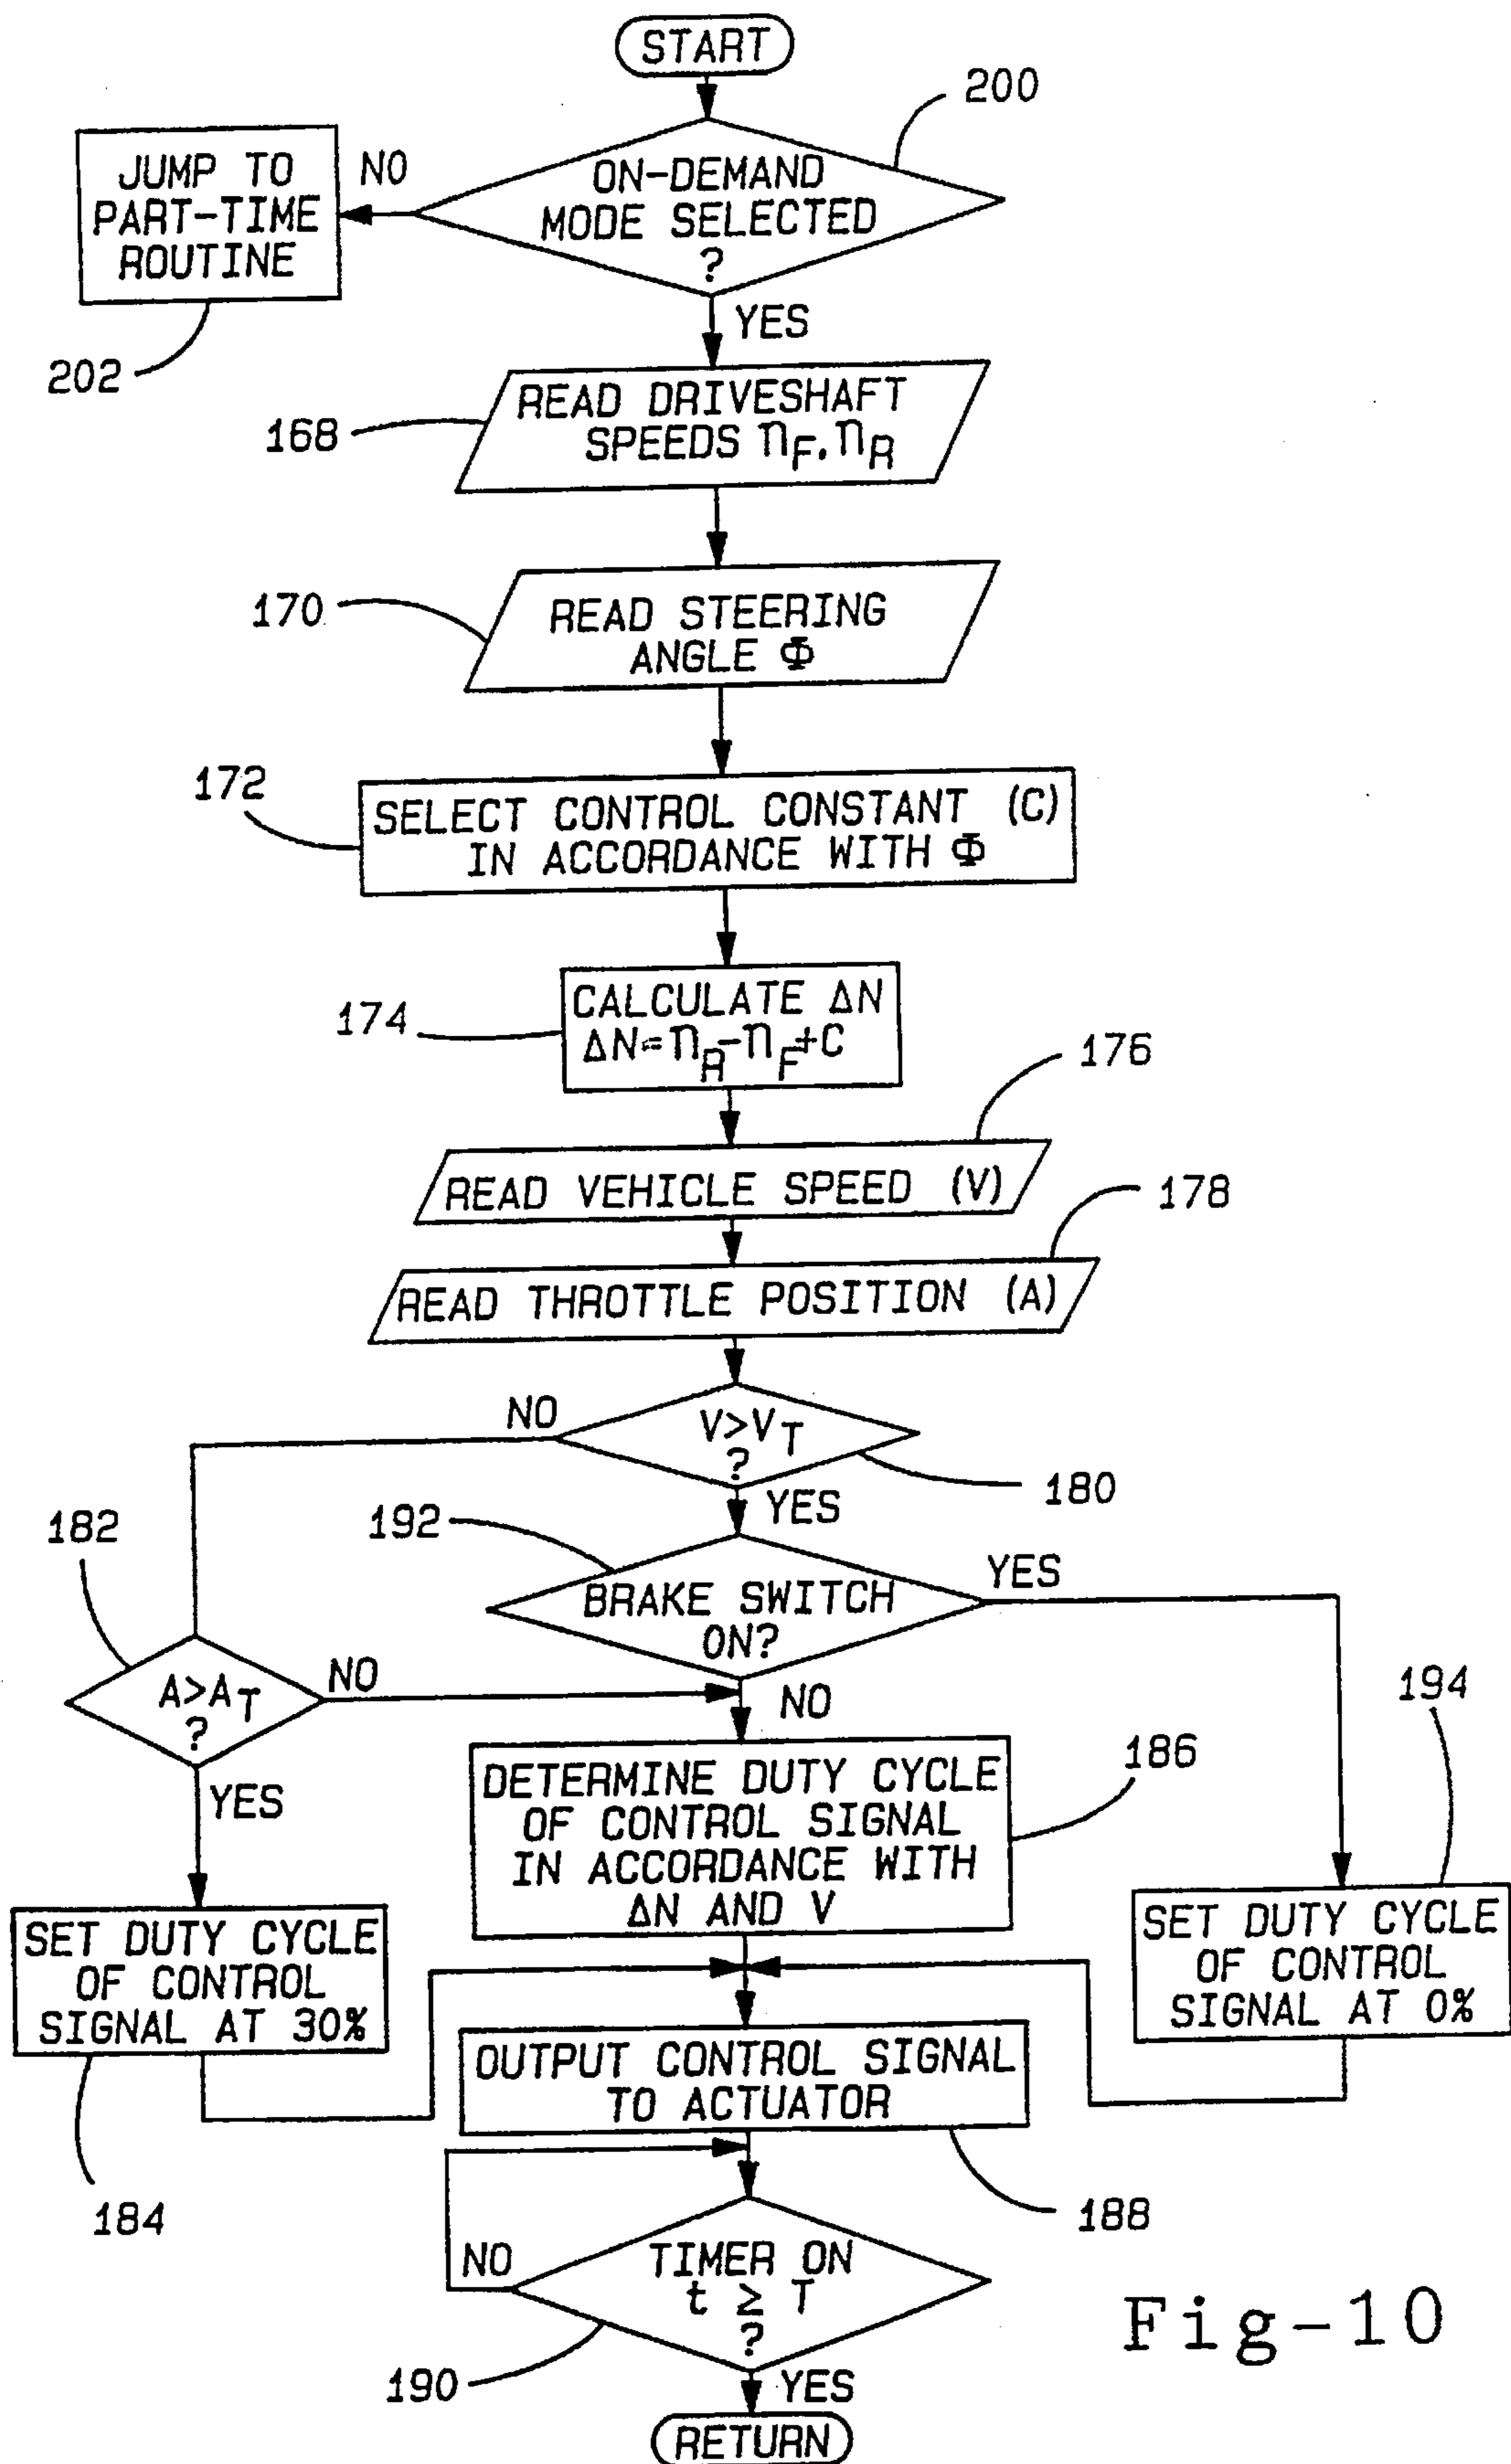 START
200
ON-DEMAND
MODE SELECTED
?
NO
JUMP TO
PART-TIME
ROUTINE
202
YES
READ DRIVESHAFT
SPEEDS nF, nR
168
READ STEERING
ANGLE Φ
170
172
SELECT CONTROL CONSTANT (C)
IN ACCORDANCE WITH Φ
174
CALCULATE ΔN
ΔN=nR-nF+C
176
READ VEHICLE SPEED (V)
178
READ THROTTLE POSITION (A)
NO
V>VT
?
180
YES
182
192
BRAKE SWITCH
ON?
YES
A>AT
?
NO
NO
194
YES
DETERMINE DUTY CYCLE
OF CONTROL SIGNAL
IN ACCORDANCE WITH
ΔN AND V
186
SET DUTY CYCLE
OF CONTROL
SIGNAL AT 30%
184
SET DUTY CYCLE
OF CONTROL
SIGNAL AT 0%
OUTPUT CONTROL SIGNAL
TO ACTUATOR
188
NO
TIMER ON
t ≥ T
?
190
YES
RETURN
Fig-10